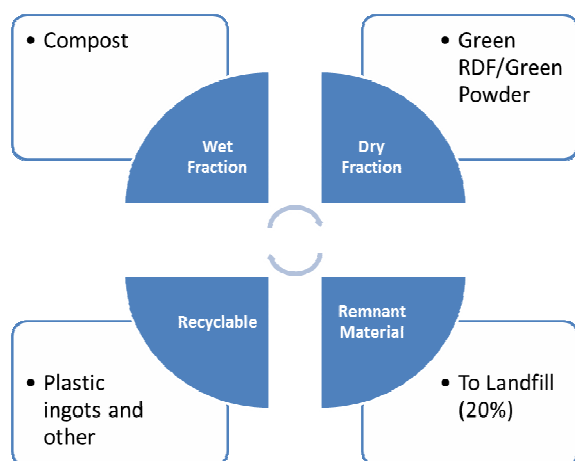 • Compost
• Green
RDF/Green
Powder
Wet
Fraction
Dry
Fraction
Recyclable
Remnant
Material
• Plastic
ingots and
other
• To Landfill
(20%)